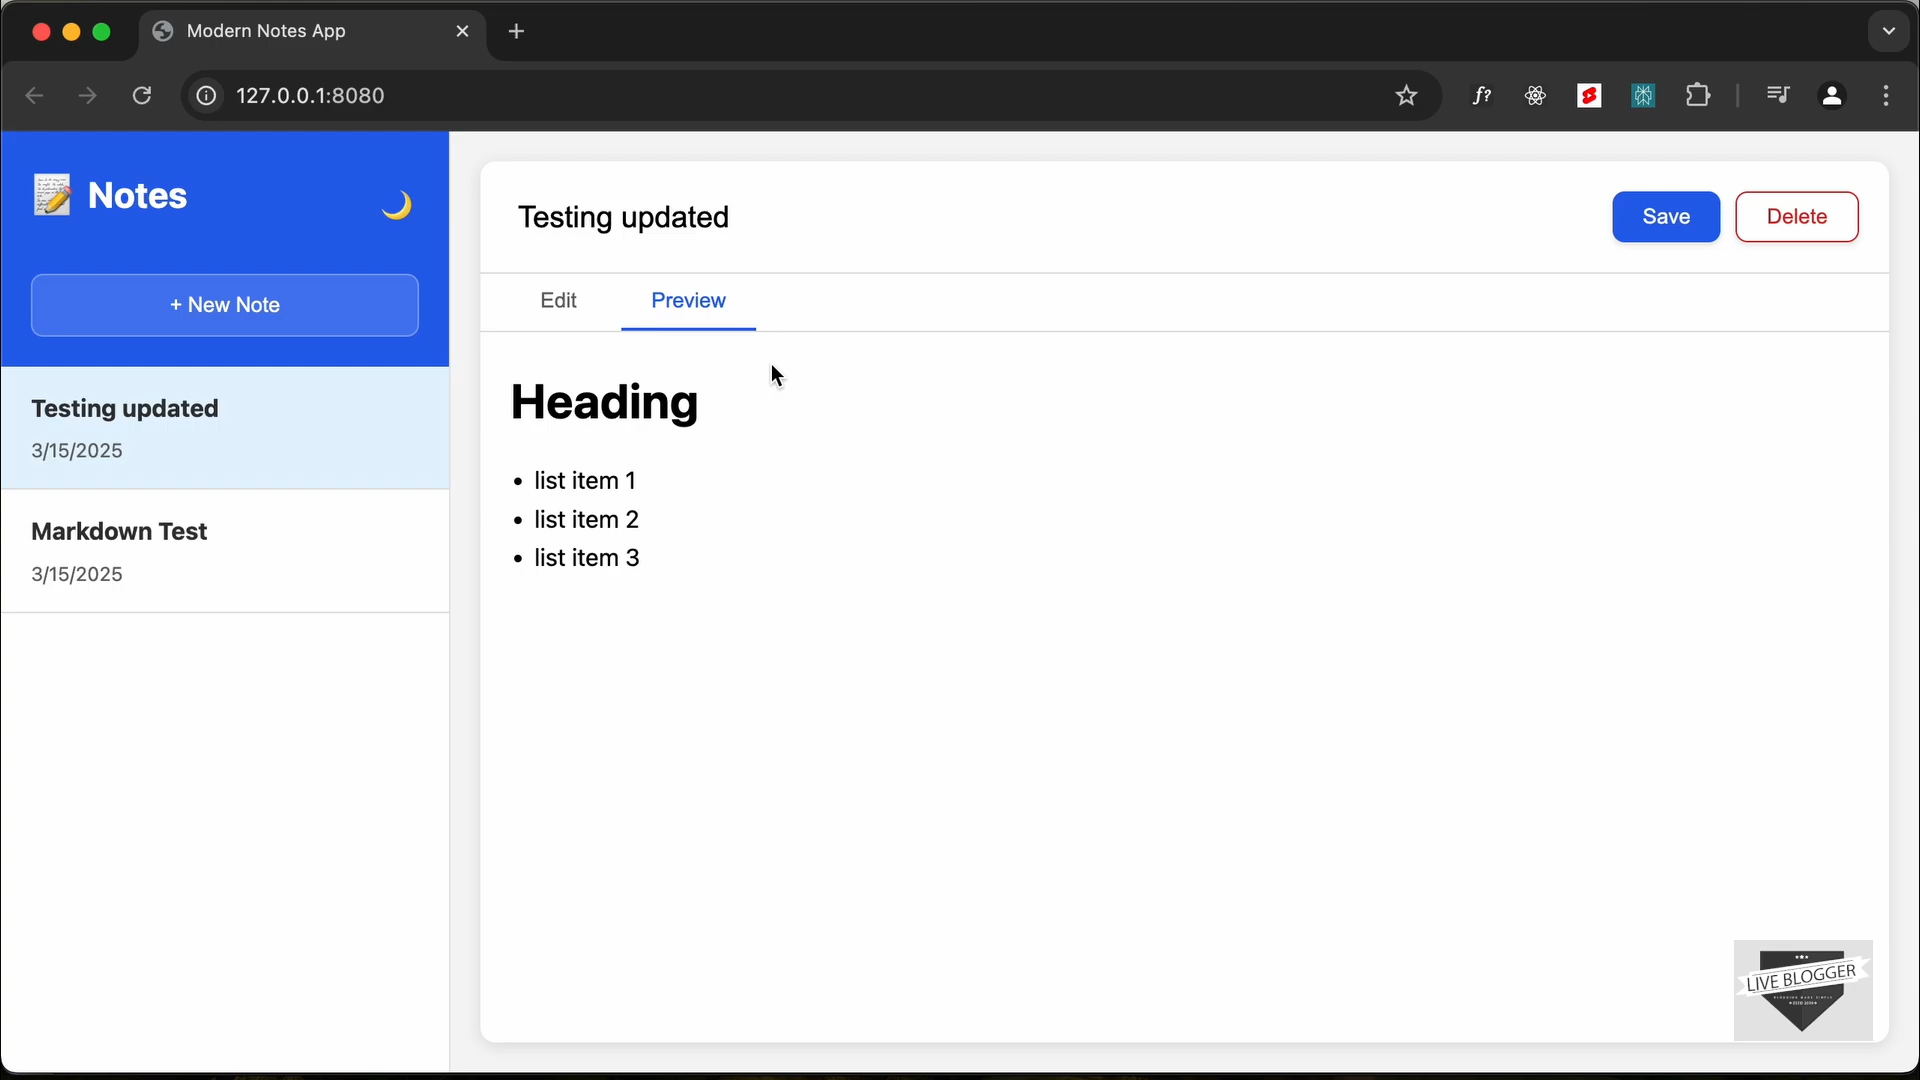 Modern Notes App
127.0.0.1:8080
f?
Notes
+ New Note
Testing updated
3/15/2025
Markdown Test
3/15/2025
Testing updated
Save
Delete
Edit
Preview
Heading
• list item 1
• list item 2
• list item 3
LIVE BLOGGER